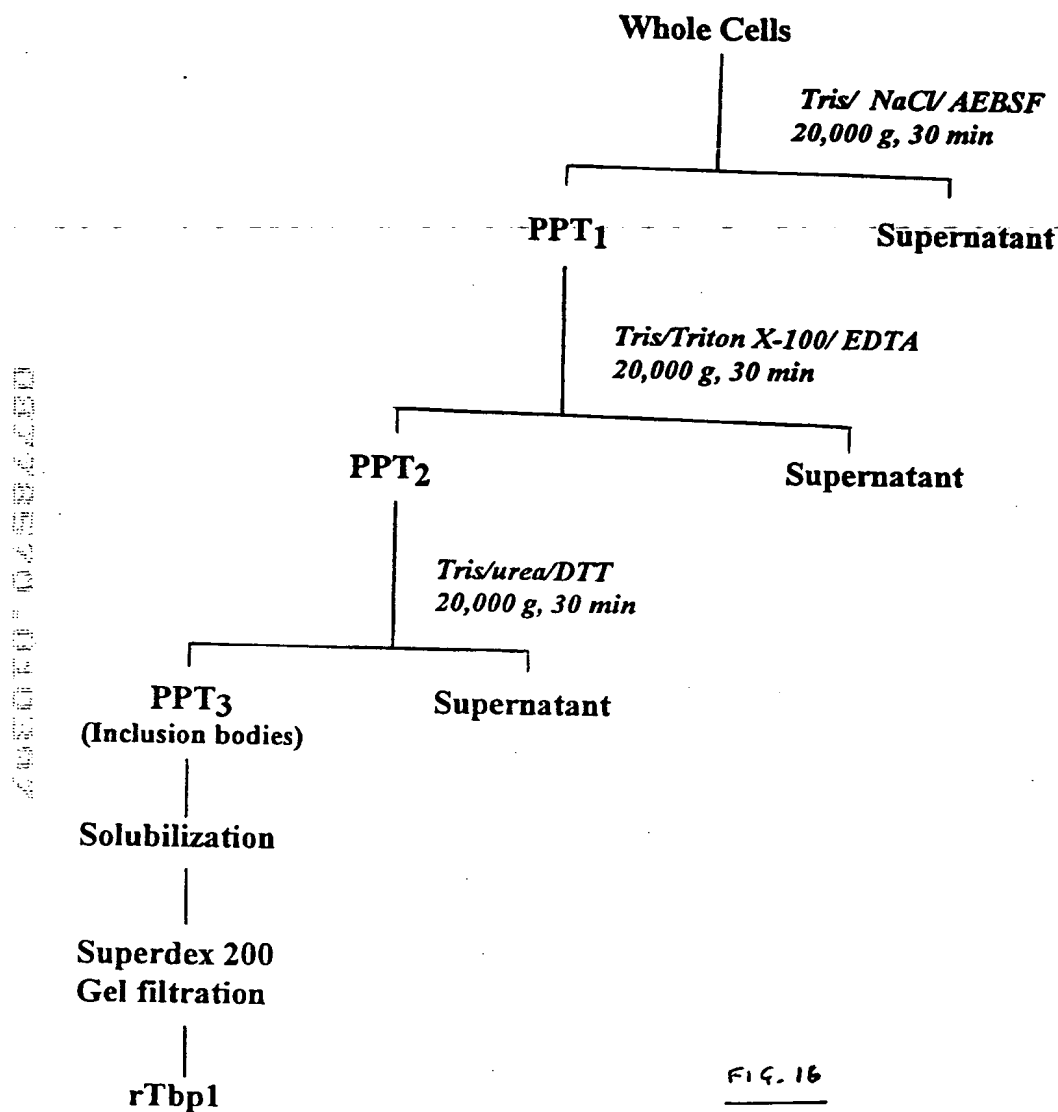 Whole Cells
Tris/ NaCl/ AEBSF
20,000 g, 30 min
PPT1
Supernatant
Tris/Triton X-100/ EDTA
20,000 g, 30 min
PPT2
Supernatant
Tris/urea/DTT
20,000 g, 30 min
PPT3
(Inclusion bodies)
Supernatant
Solubilization
Superdex 200
Gel filtration
rTbp1
FIG. 16